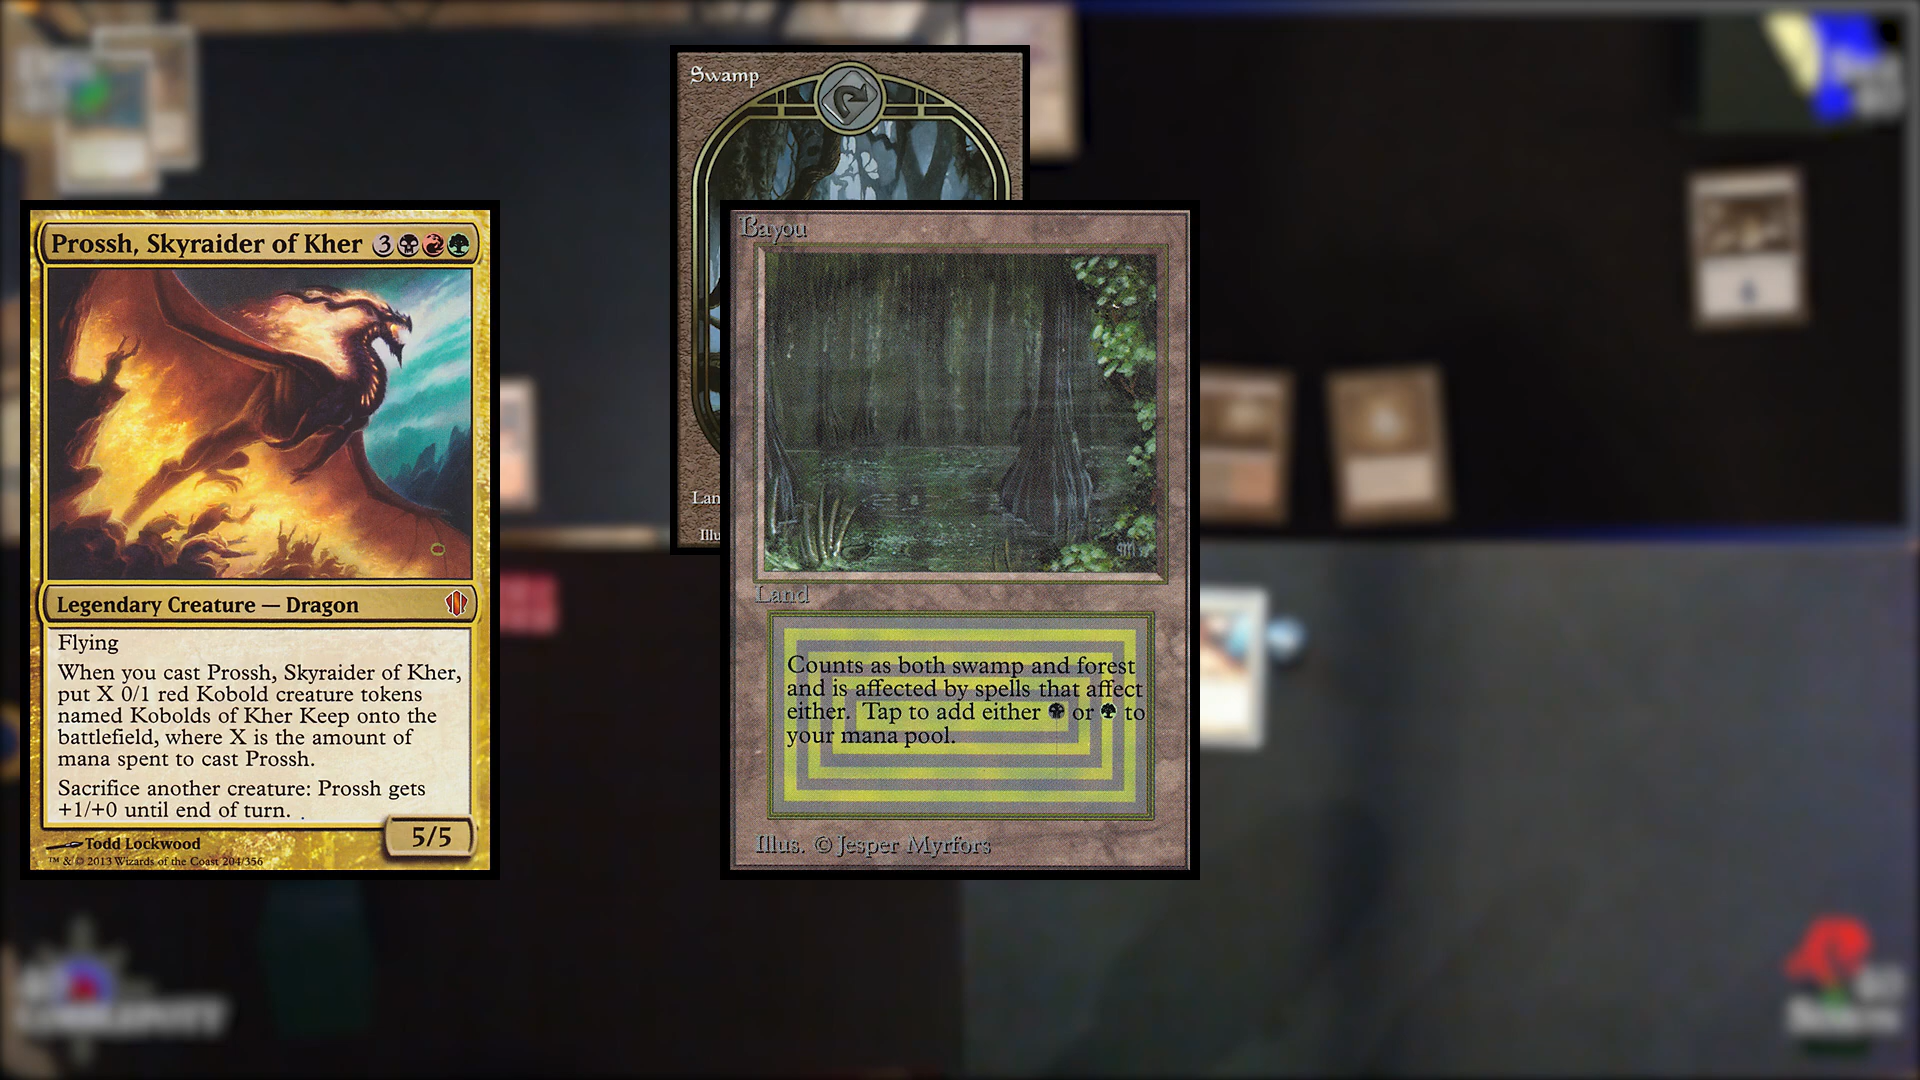 Swamp
Lan
Illu
Prossh, Skyraider of Kher 3
Legendary Creature — Dragon
Flying
When you cast Prossh, Skyraider of Kher,
put X 0/1 red Kobold creature tokens
named Kobolds of Kher Keep onto the
battlefield, where X is the amount of
mana spent to cast Prossh.
Sacrifice another creature: Prossh gets
+1/+0 until end of turn.
5/5
Todd Lockwood
™ & © 2013 Wizards of the Coast 204/356
Bayou
Land
Counts as both swamp and forest
and is affected by spells that affect
either. Tap to add either or to
your mana pool.
Illus. © Jesper Myrfors